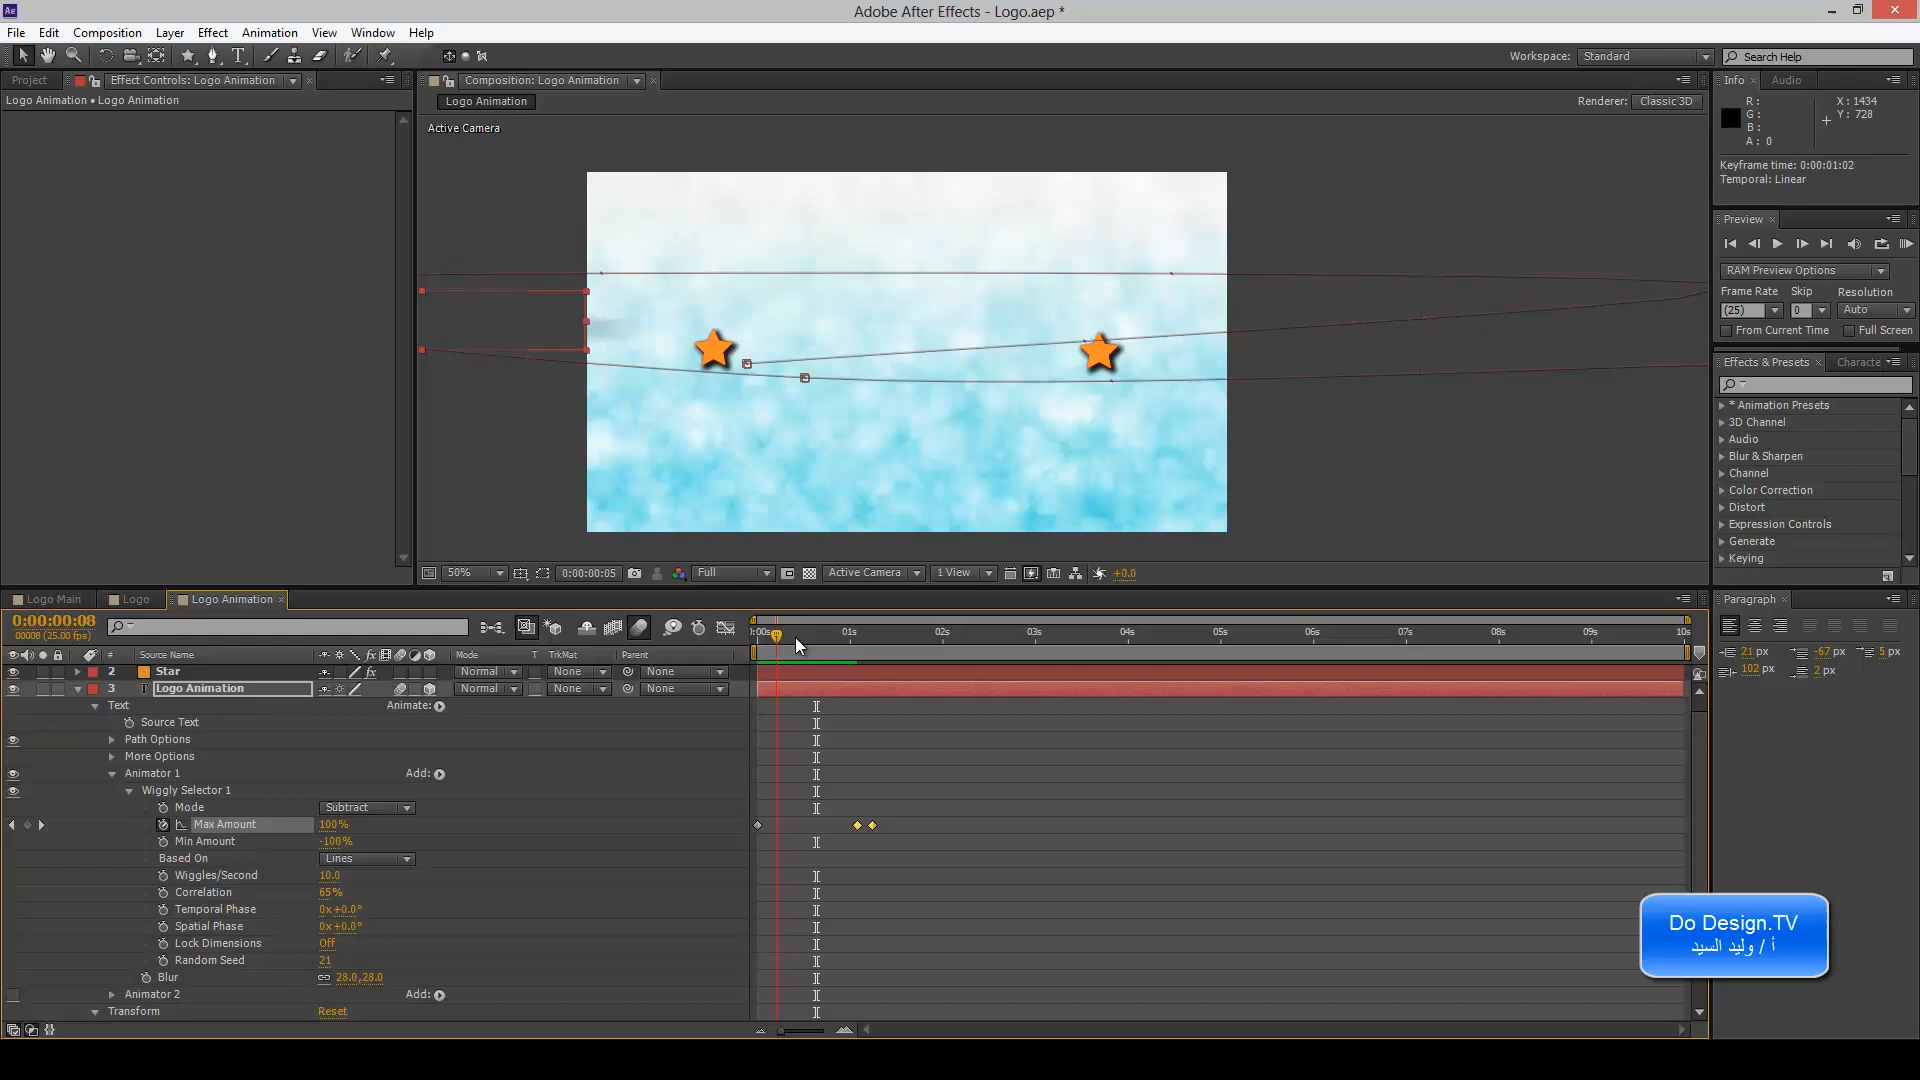 Adobe After Effects - Logo.aep *
File Edit Composition Layer Effect Animation View Window Help
Workspace: Standard Search Help
Project Effect Controls: Logo Animation Composition: Logo Animation Info Audio
Logo Animation • Logo Animation
Logo Animation
Renderer: Classic 3D
Active Camera
R :
G :
B :
A : 0
X : 1434
Y : 728
Keyframe time: 0:00:01:02
Temporal: Linear
Preview
RAM Preview Options
Frame Rate Skip Resolution
(25) 0 Auto
From Current Time Full Screen
Effects & Presets Characte
* Animation Presets
3D Channel
Audio
Blur & Sharpen
Channel
Color Correction
Distort
Expression Controls
Generate
Keying
50% 0:00:00:05 Full Active Camera 1 View +0.0
Logo Main Logo Logo Animation
0:00:00:08
00008 (25.00 fps)
01s 02s 03s 04s 05s 06s 07s 08s 09s 10s
# Source Name Mode T TrkMat Parent
2 Star Normal None None
3 T Logo Animation Normal None None
Text Animate:
Source Text
Path Options
More Options
Animator 1 Add:
Wiggly Selector 1
Mode Subtract
Max Amount 100%
Min Amount -100%
Based On Lines
Wiggles/Second 10.0
Correlation 65%
Temporal Phase 0x+0.0°
Spatial Phase 0x+0.0°
Lock Dimensions Off
Random Seed 21
Blur 28.0,28.0
Animator 2 Add:
Transform Reset
Paragraph
21 px -67 px 5 px
102 px 2 px
Do Design.TV
أ / وليد السيد